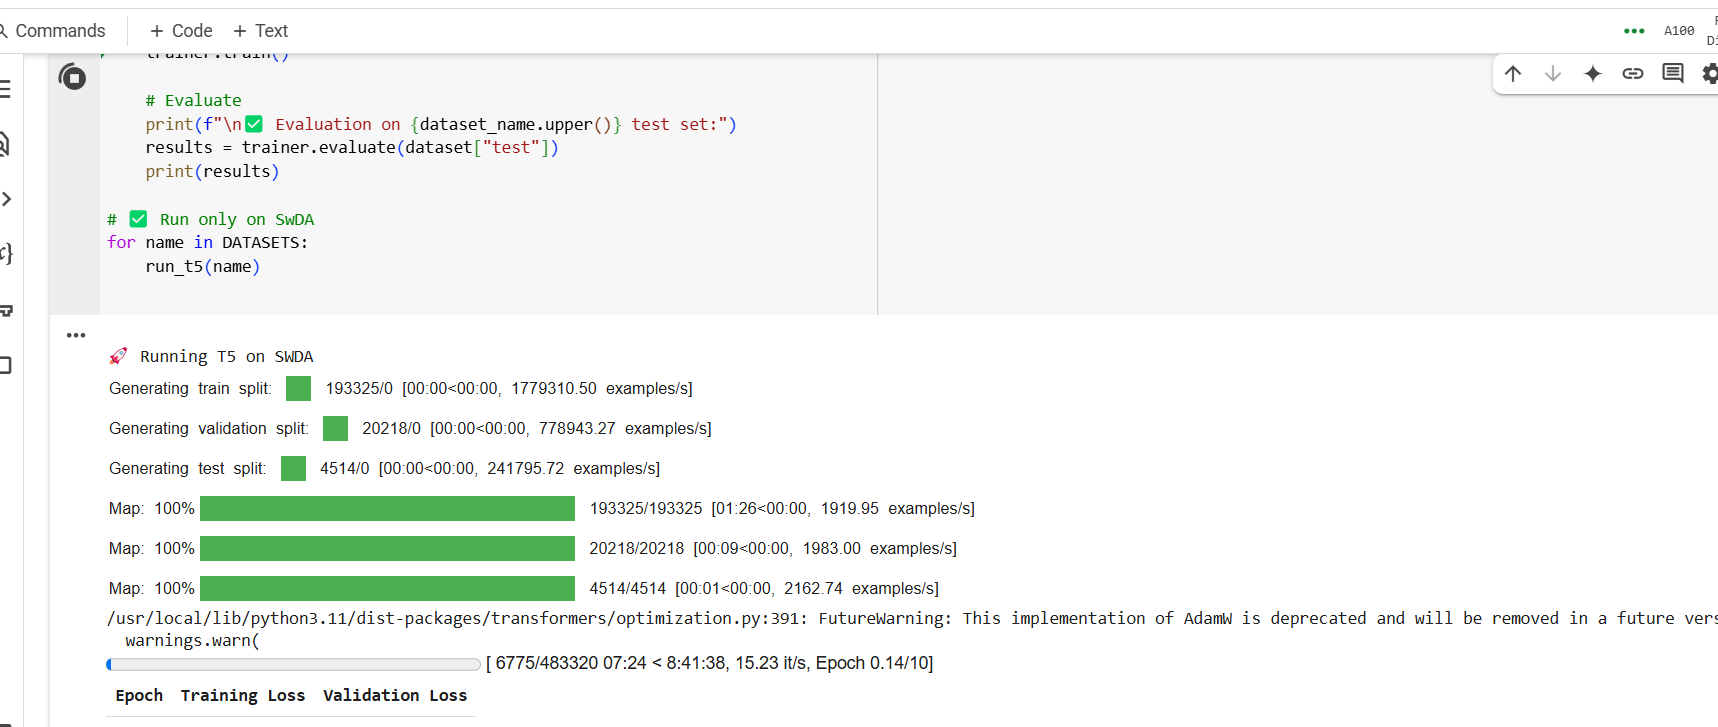 Commands + Code + Text A100
trainer.train()
# Evaluate
print(f"\n✅ Evaluation on {dataset_name.upper()} test set:")
results = trainer.evaluate(dataset["test"])
print(results)
# ✅ Run only on SwDA
for name in DATASETS:
run_t5(name)
🚀 Running T5 on SWDA
Generating train split: 193325/0 [00:00<00:00, 1779310.50 examples/s]
Generating validation split: 20218/0 [00:00<00:00, 778943.27 examples/s]
Generating test split: 4514/0 [00:00<00:00, 241795.72 examples/s]
Map: 100% 193325/193325 [01:26<00:00, 1919.95 examples/s]
Map: 100% 20218/20218 [00:09<00:00, 1983.00 examples/s]
Map: 100% 4514/4514 [00:01<00:00, 2162.74 examples/s]
/usr/local/lib/python3.11/dist-packages/transformers/optimization.py:391: FutureWarning: This implementation of AdamW is deprecated and will be removed in a future vers
warnings.warn(
[ 6775/483320 07:24 < 8:41:38, 15.23 it/s, Epoch 0.14/10]
Epoch Training Loss Validation Loss